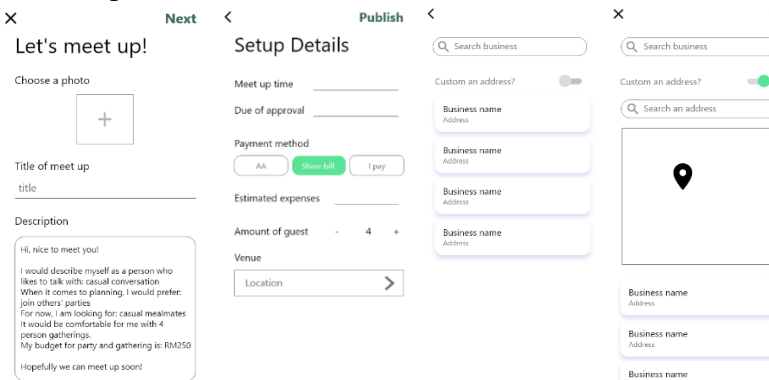 Next
Let's meet up!
Choose a photo
Title of meet up
title
Description
Hi, nice to meet you!
I would describe myself as a person who
likes to talk with: casual conversation
When it comes to planning, I would prefer:
join others' parties
For now, I am looking for: casual mealmates
It would be comfortable for me with 4
person gatherings.
My budget for party and gathering is: RM250
Hopefully we can meet up soon!
Publish
Setup Details
Meet up time
Due of approval
Payment method
AA
Share bill
I pay
Estimated expenses
Amount of guest - 4 +
Venue
Location
Search business
Custom an address?
Business name
Address
Business name
Address
Business name
Address
Business name
Address
Search business
Custom an address?
Search an address
Business name
Address
Business name
Address
Business name